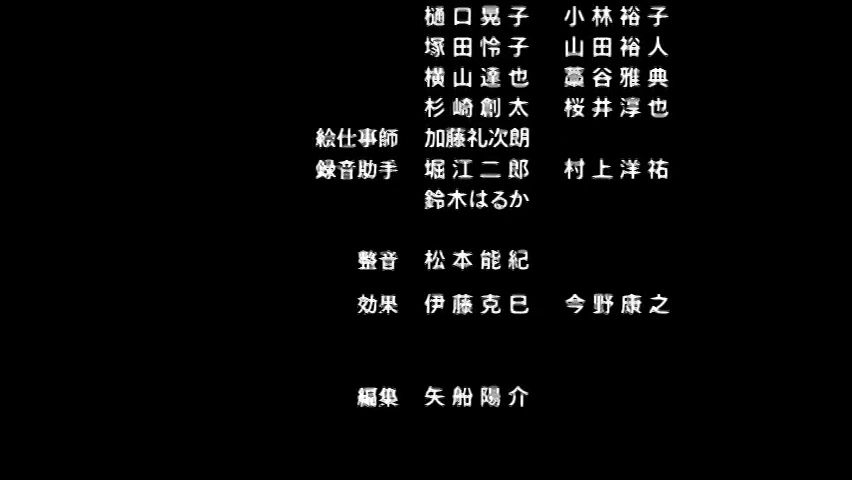 樋口晃子 小林裕子
塚田怜子 山田裕人
横山達也 藁谷雅典
杉崎創太 桜井淳也
絵仕事師 加藤礼次朗
録音助手 堀江二郎 村上洋祐
鈴木はるか
整音 松本能紀
効果 伊藤克巳 今野康之
編集 矢船陽介